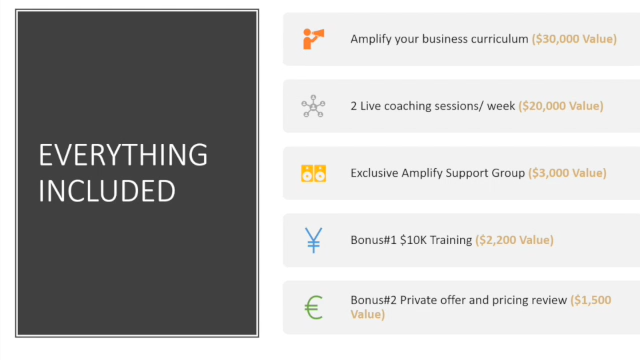 EVERYTHING
INCLUDED
Amplify your business curriculum ($30,000 Value)
2 Live coaching sessions/ week ($20,000 Value)
Exclusive Amplify Support Group ($3,000 Value)
Bonus#1 $10K Training ($2,200 Value)
Bonus#2 Private offer and pricing review ($1,500
Value)